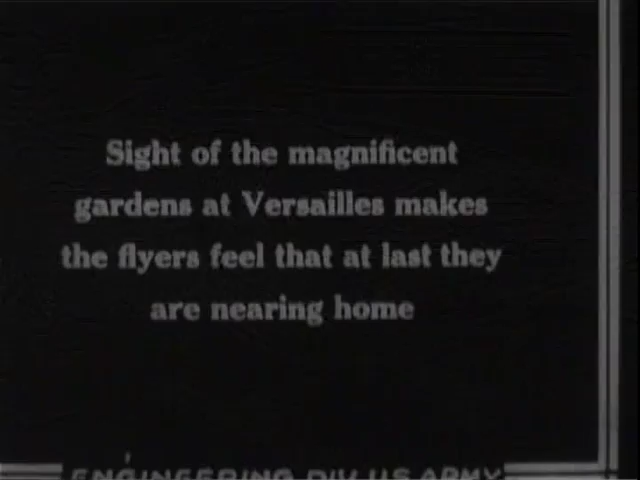 Sight of the magnificent
gardens at Versailles makes
the flyers feel that at last they
are nearing home
ENGINEERING DIV. U.S. ARMY